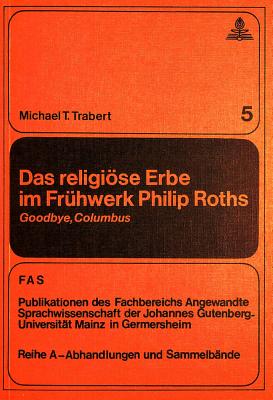 Michael T. Trabert
5
Das religiöse Erbe
im Frühwerk Philip Roths
Goodbye, Columbus
FAS
Publikationen des Fachbereichs Angewandte
Sprachwissenschaft der Johannes Gutenberg-
Universität Mainz in Germersheim
Reihe A–Abhandlungen und Sammelbände